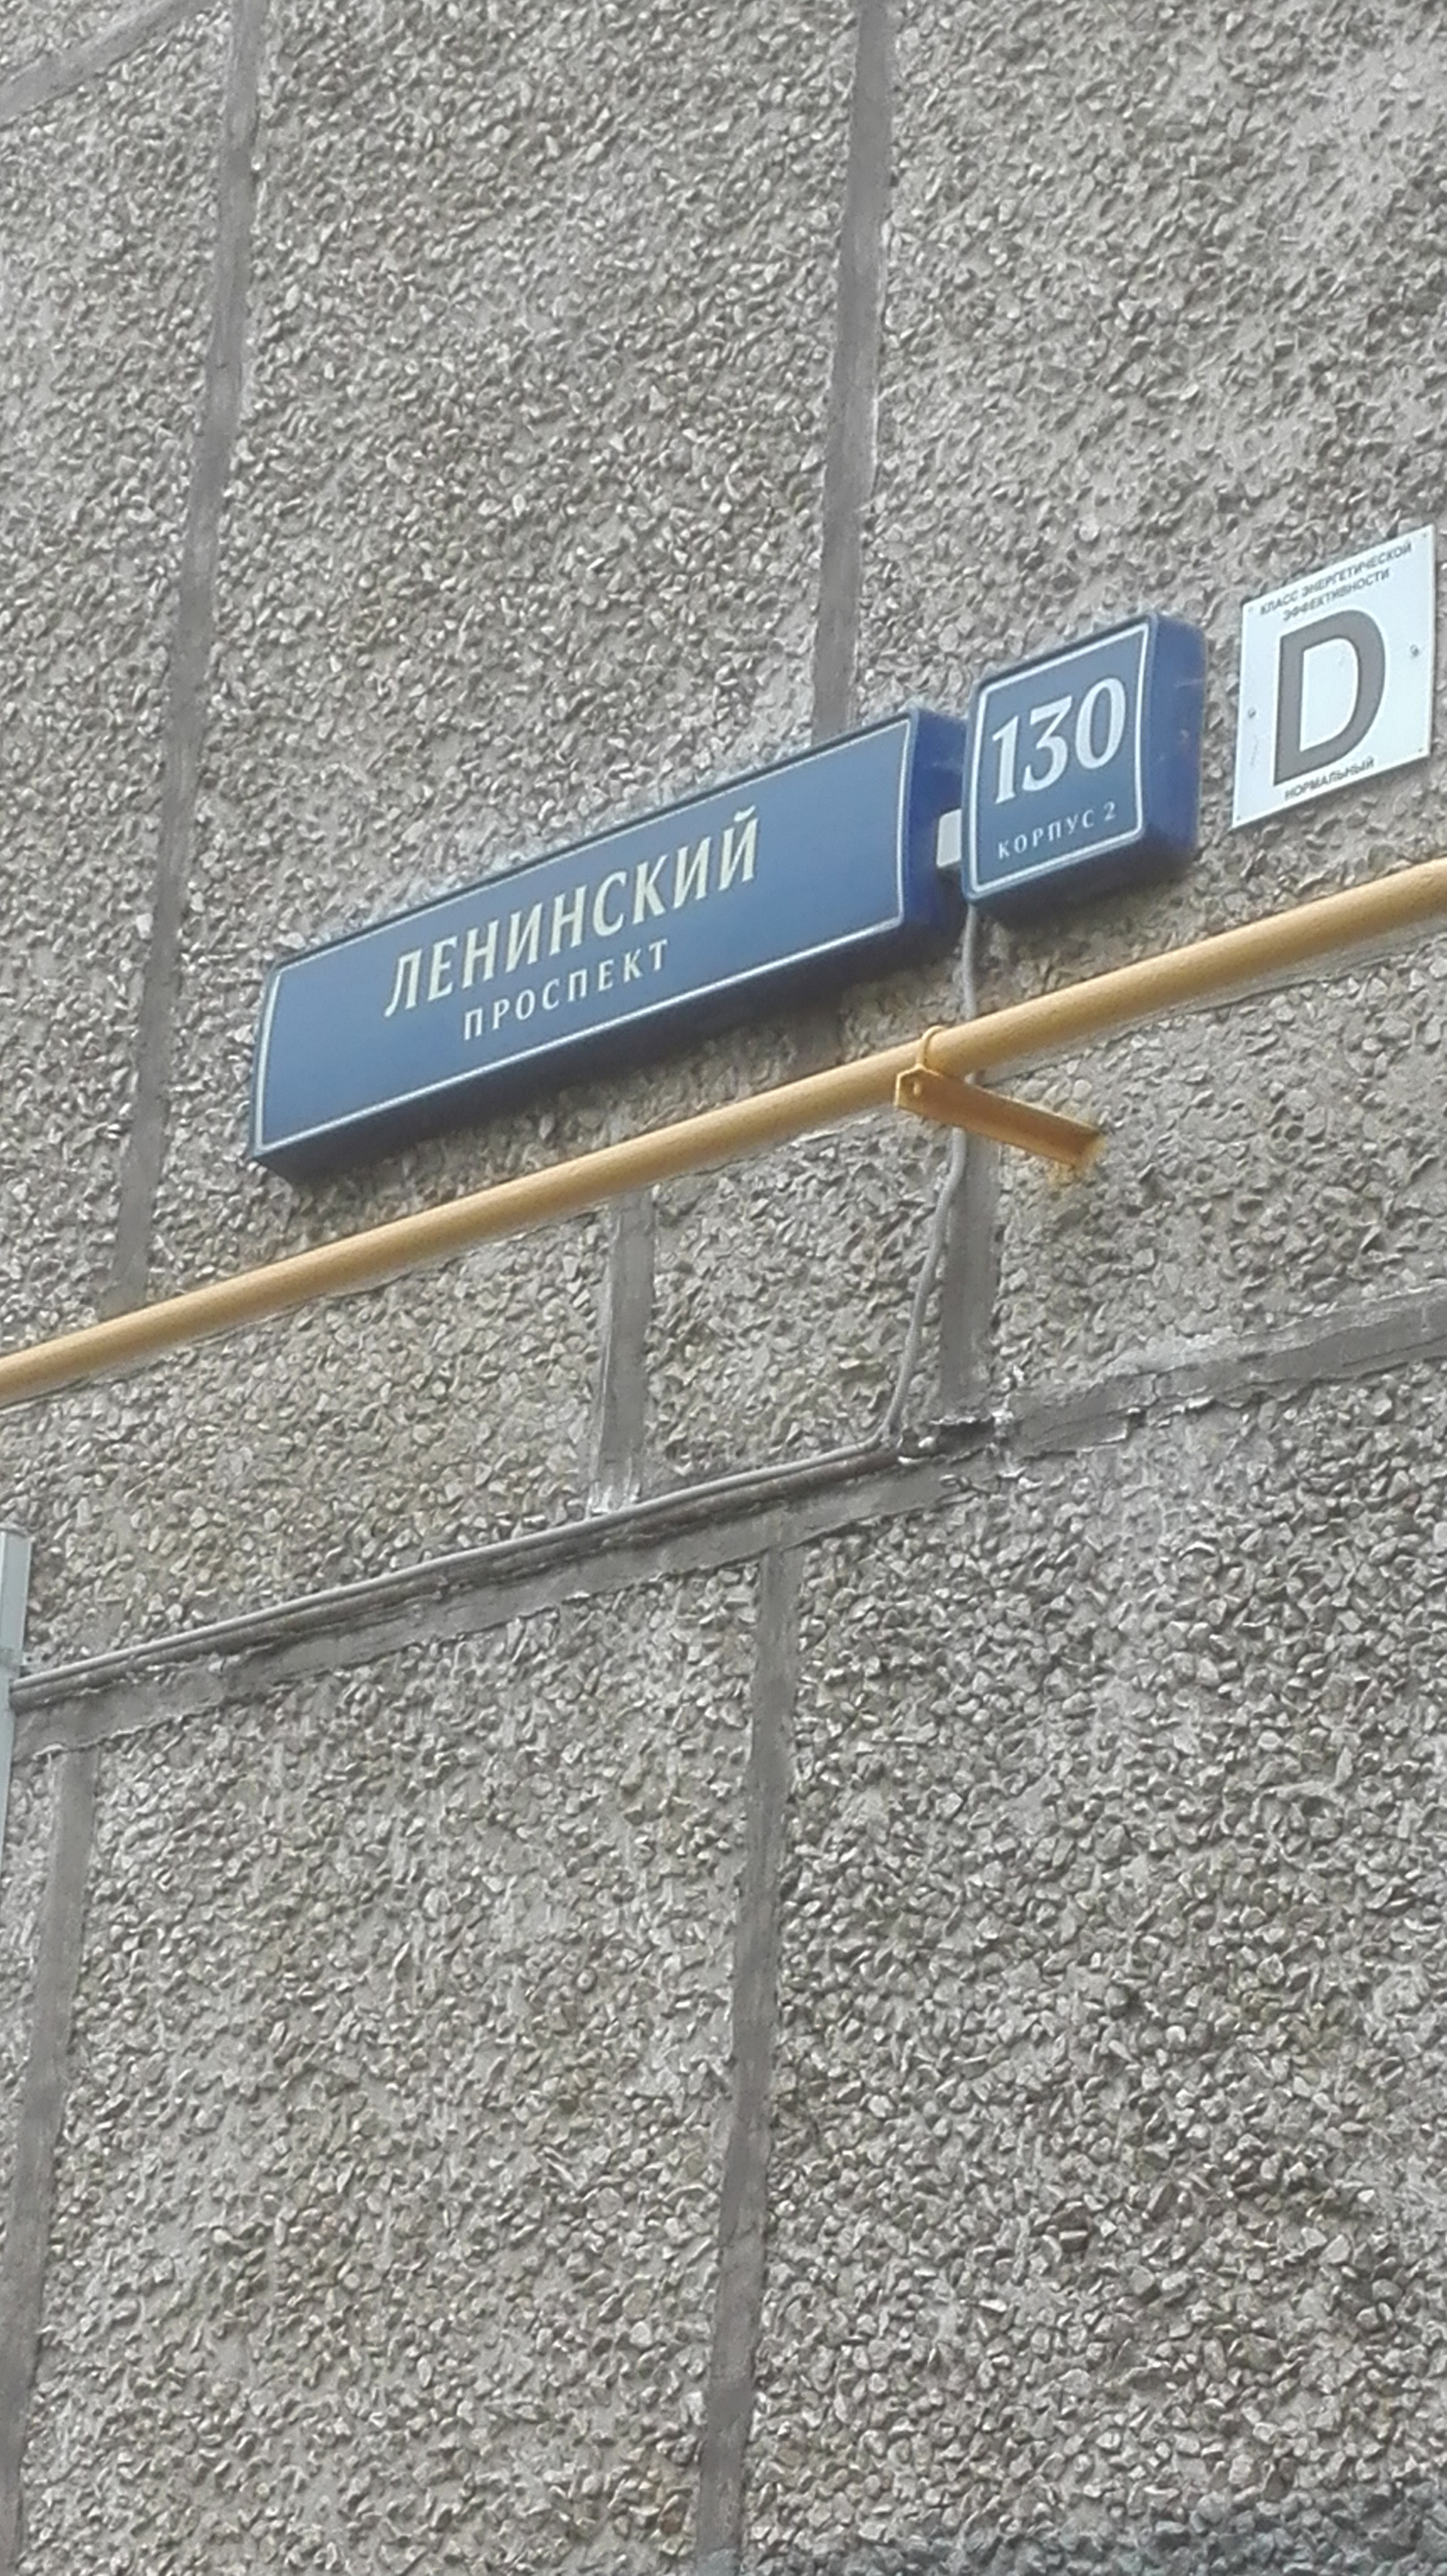 ЛЕНИНСКИЙ
ПРОСПЕКТ
130
КОРПУС 2
КЛАСС ЭНЕРГЕТИЧЕСКОЙ
ЭФФЕКТИВНОСТИ
D
НОРМАЛЬНЫЙ